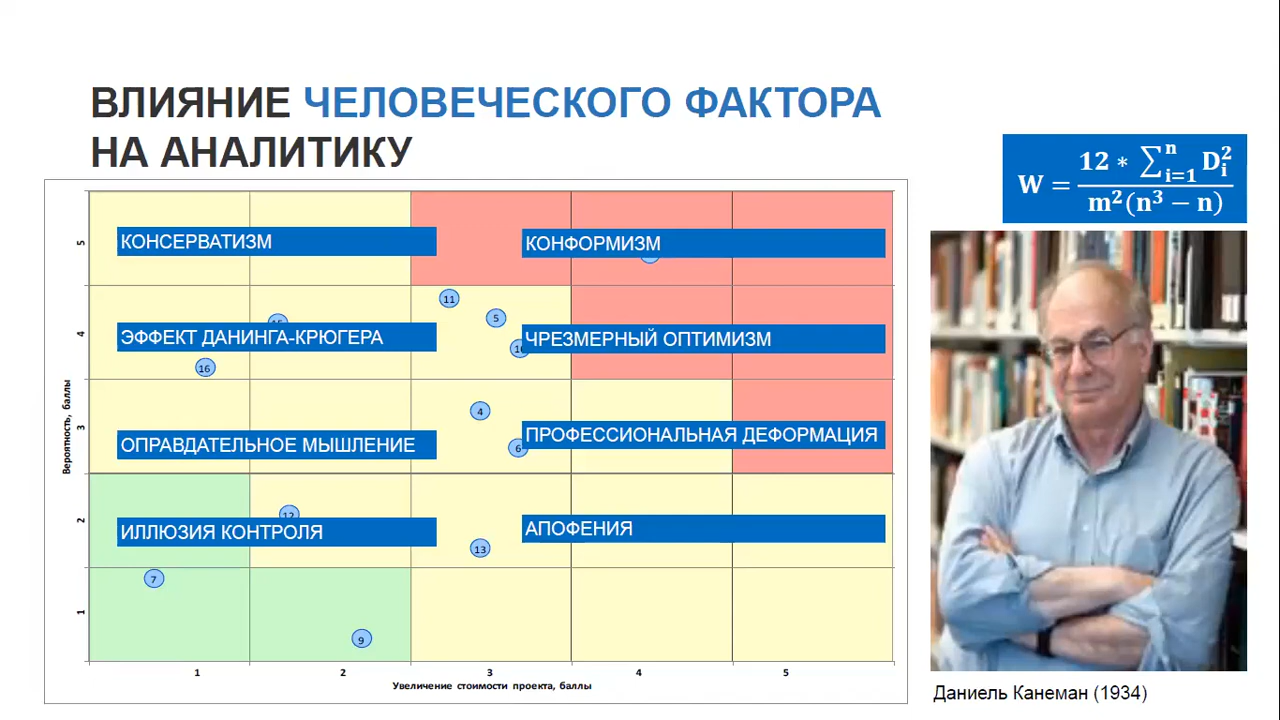 ВЛИЯНИЕ ЧЕЛОВЕЧЕСКОГО ФАКТОРА
НА АНАЛИТИКУ
W = 12 * ∑ⁿᵢ₌₁ Dᵢ² / m²(n³ − n)
5
КОНСЕРВАТИЗМ
КОНФОРМИЗМ
11
5
4
ЭФФЕКТ ДАНИНГА-КРЮГЕРА
ЧРЕЗМЕРНЫЙ ОПТИМИЗМ
16
4
3
ОПРАВДАТЕЛЬНОЕ МЫШЛЕНИЕ
6
ПРОФЕССИОНАЛЬНАЯ ДЕФОРМАЦИЯ
12
2
ИЛЛЮЗИЯ КОНТРОЛЯ
АПОФЕНИЯ
13
7
1
9
Вероятность, баллы
1 2 3 4 5
Увеличение стоимости проекта, баллы
Даниель Канеман (1934)